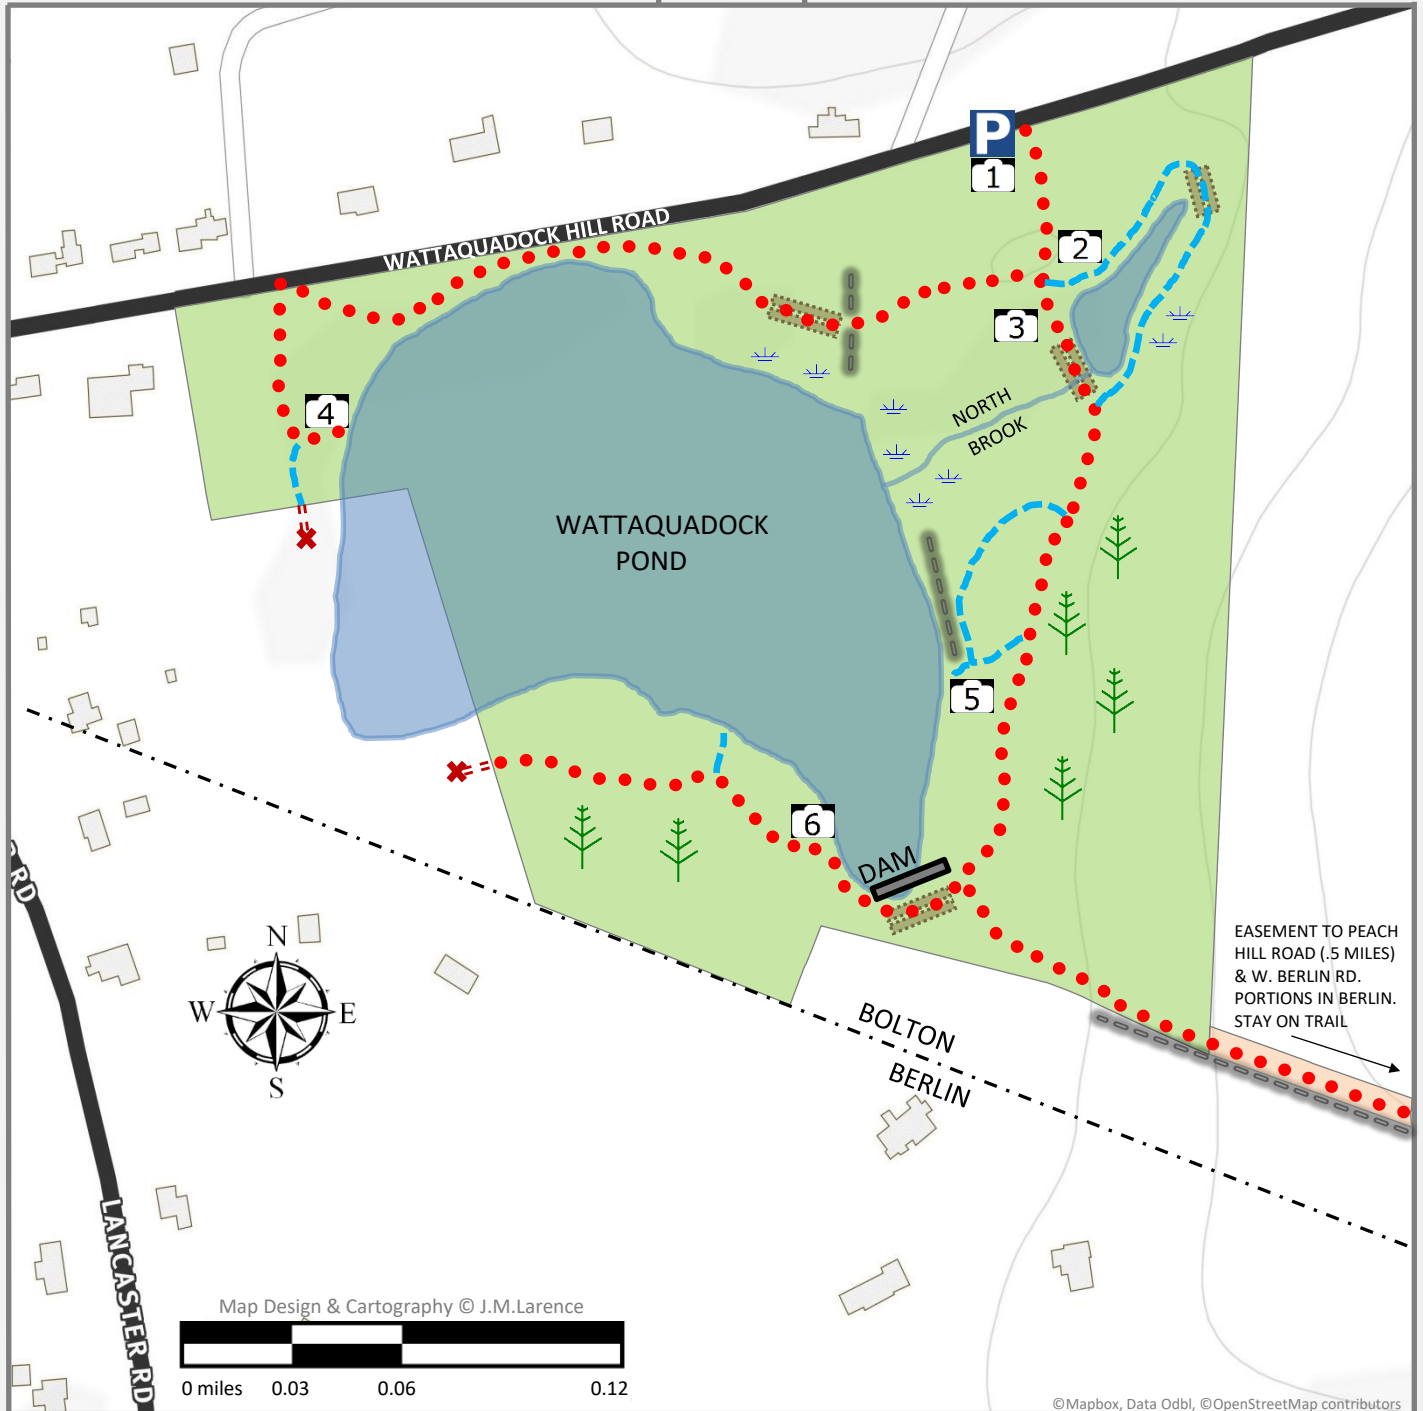 P
1
2
WATTAQUADOCK HILL ROAD
3
4
NORTH
BROOK
WATTAQUADOCK
POND
5
6
DAM
N
W
E
S
EASEMENT TO PEACH
HILL ROAD (.5 MILES)
& W. BERLIN RD.
PORTIONS IN BERLIN.
STAY ON TRAIL
BOLTON
BERLIN
RD
LANCASTER RD
Map Design & Cartography © J.M.Larence
0 miles 0.03 0.06 0.12
©Mapbox, Data Odbl, ©OpenStreetMap contributors